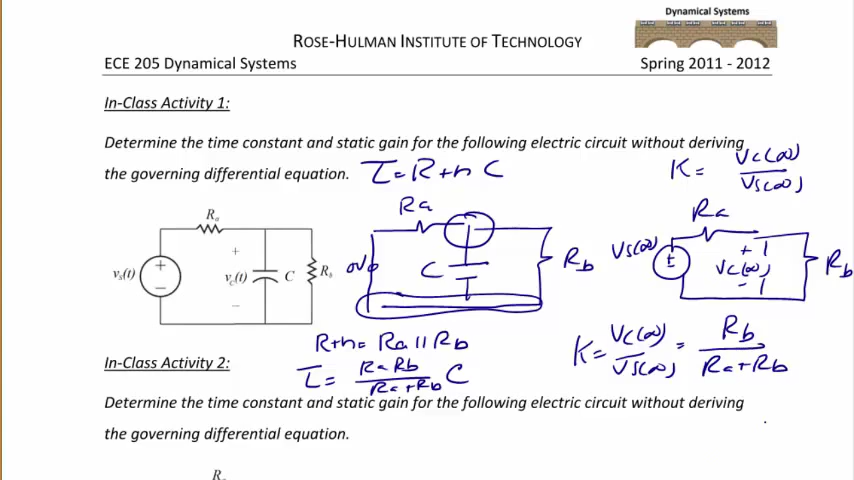 Dynamical Systems
ROSE-HULMAN INSTITUTE OF TECHNOLOGY
ECE 205 Dynamical Systems
Spring 2011 - 2012
In-Class Activity 1:
Determine the time constant and static gain for the following electric circuit without deriving
the governing differential equation.
τ = Rth C
K = Vc(∞) / Vs(∞)
Ra
vs(t)
+
−
+
vc(t)
−
C
Rb
Ra
C
Rb
Vs(∞)
Ra
+
Vc(∞)
−
Rb
Rth = Ra || Rb
τ = Ra Rb / Ra + Rb C
K = Vc(∞) / Vs(∞) = Rb / Ra + Rb
In-Class Activity 2:
Determine the time constant and static gain for the following electric circuit without deriving
the governing differential equation.
R